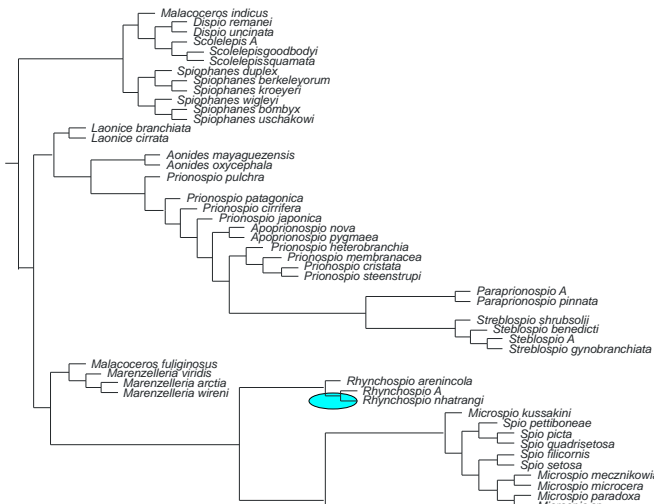 Malacoceros indicus
Dispio remanei
Dispio uncinata
Scolelepis A
Scolelepisgoodbodyi
Scolelepissquamata
Spiophanes duplex
Spiophanes berkeleyorum
Spiophanes kroeyeri
Spiophanes wigleyi
Spiophanes bombyx
Spiophanes uschakowi
Laonice branchiata
Laonice cirrata
Aonides mayaguezensis
Aonides oxycephala
Prionospio pulchra
Prionospio patagonica
Prionospio cirrifera
Prionospio japonica
Apoprionospio nova
Apoprionospio pygmaea
Prionospio heterobranchia
Prionospio membranacea
Prionospio cristata
Prionospio steenstrupi
Paraprionospio A
Paraprionospio pinnata
Streblospio shrubsolii
Steblospio benedicti
Steblospio A
Streblospio gynobranchiata
Malacoceros fuliginosus
Marenzelleria viridis
Marenzelleria arctia
Marenzelleria wireni
Rhynchospio arenincola
Rhynchospio A
Rhynchospio nhatrangi
Microspio kussakini
Spio pettiboneae
Spio picta
Spio quadrisetosa
Spio filicornis
Spio setosa
Microspio mecznikowia
Microspio microcera
Microspio paradoxa